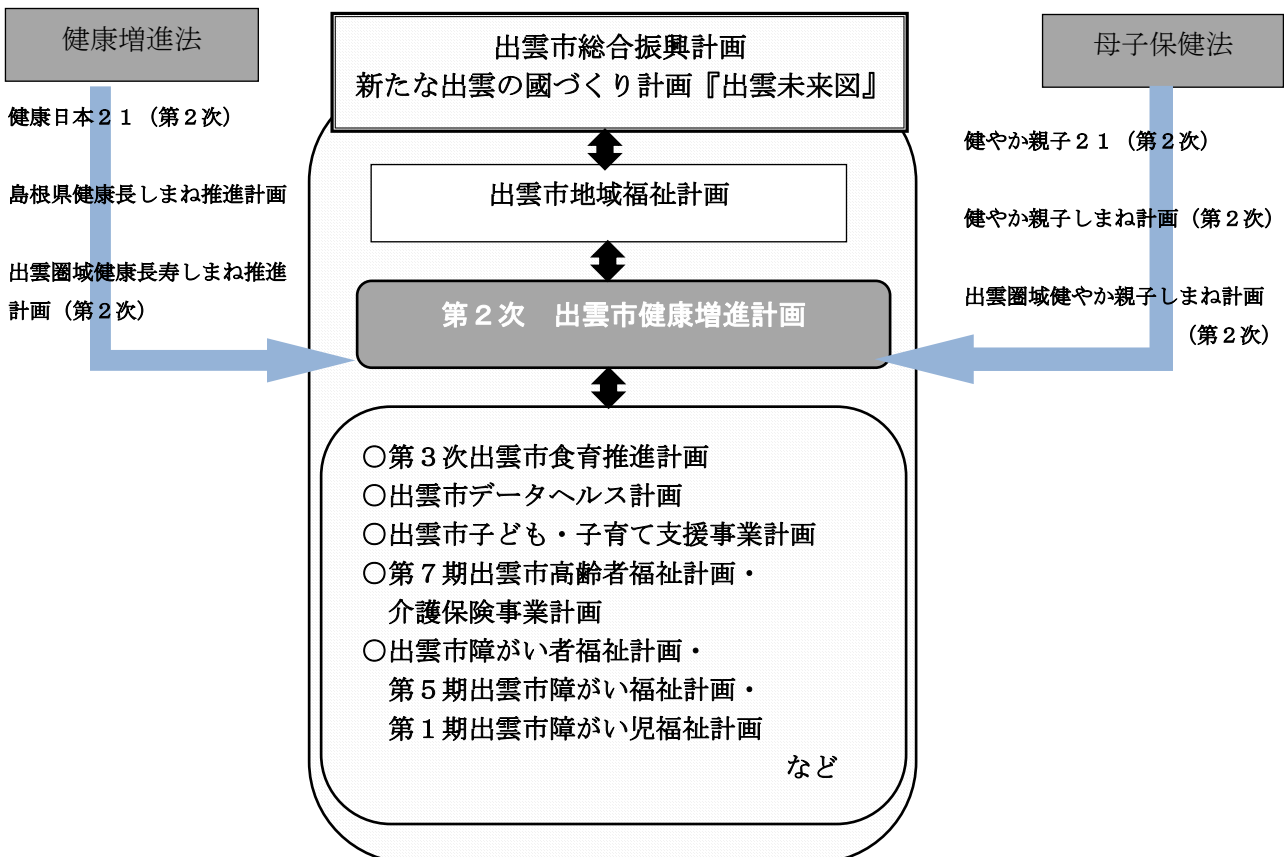 健康増進法
健康日本２１（第２次）
島根県健康長しまね推進計画
出雲圏域健康長寿しまね推進
計画（第２次）
出雲市総合振興計画
新たな出雲の國づくり計画『出雲未来図』
出雲市地域福祉計画
第２次　出雲市健康増進計画
〇第３次出雲市食育推進計画
〇出雲市データヘルス計画
〇出雲市子ども・子育て支援事業計画
〇第７期出雲市高齢者福祉計画・
介護保険事業計画
〇出雲市障がい者福祉計画・
第５期出雲市障がい福祉計画・
第１期出雲市障がい児福祉計画
など
母子保健法
健やか親子２１（第２次）
健やか親子しまね計画（第２次）
出雲圏域健やか親子しまね計画
（第２次）